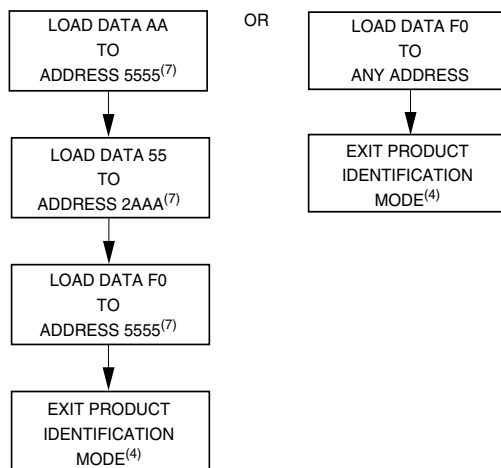 LOAD DATA AA
TO
ADDRESS 5555(7)
LOAD DATA 55
TO
ADDRESS 2AAA(7)
LOAD DATA F0
TO
ADDRESS 5555(7)
EXIT PRODUCT
IDENTIFICATION
MODE(4)
OR
LOAD DATA F0
TO
ANY ADDRESS
EXIT PRODUCT
IDENTIFICATION
MODE(4)